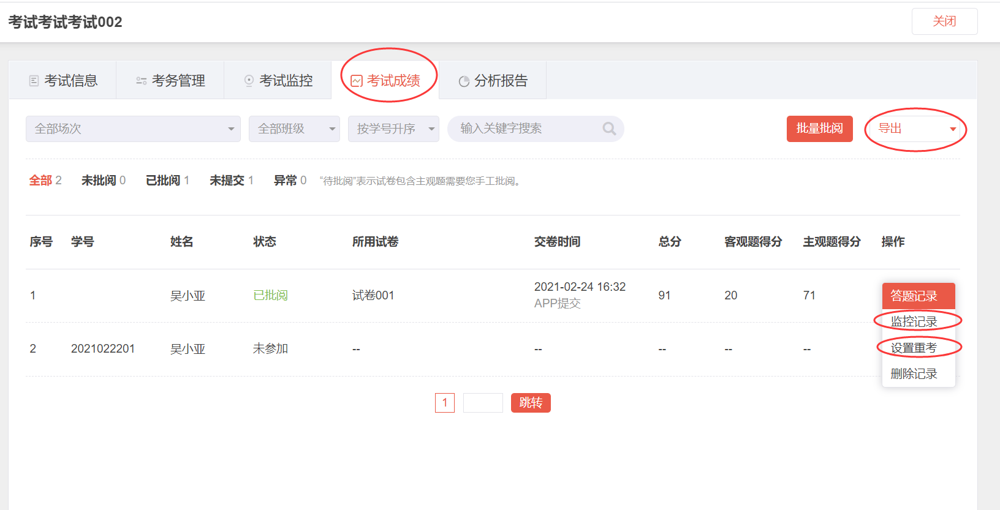 考试考试考试002
关闭
考试信息 考务管理 考试监控 考试成绩 分析报告
全部场次 全部班级 按学号升序 输入关键字搜索 批量批阅 导出
全部 2 未批阅 0 已批阅 1 未提交 1 异常 0 “待批阅”表示试卷包含主观题需要您手工批阅。
序号 学号 姓名 状态 所用试卷 交卷时间 总分 客观题得分 主观题得分 操作
1 吴小亚 已批阅 试卷001 2021-02-24 16:32 91 20 71 答题记录
APP提交
监控记录
2 2021022201 吴小亚 未参加 -- -- -- -- -- 设置重考
删除记录
1 跳转